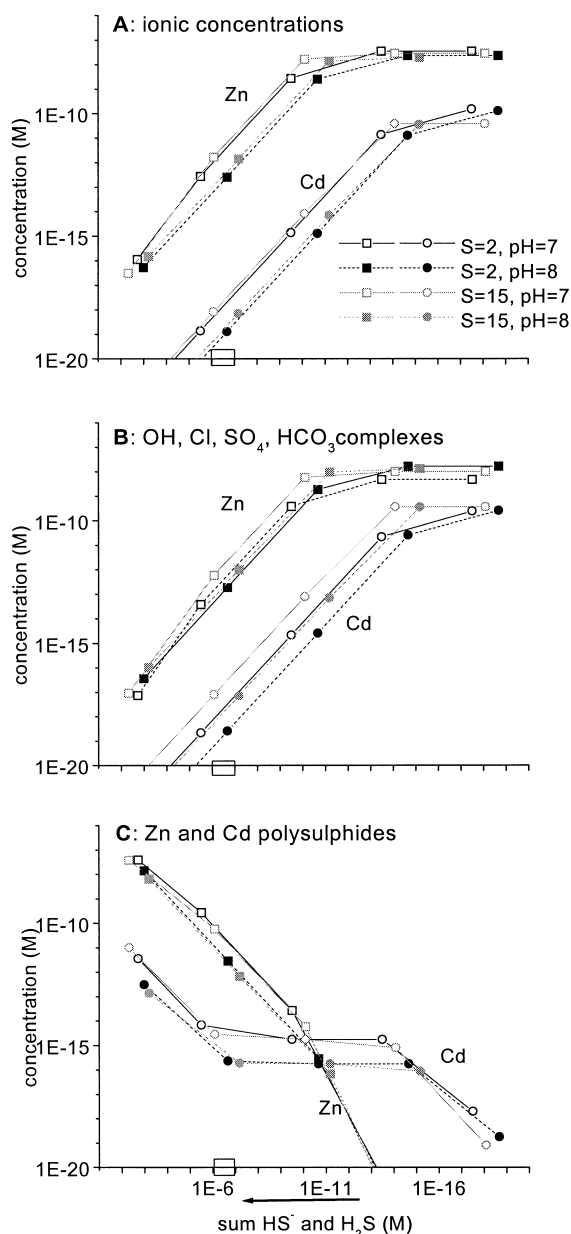 A: ionic concentrations
concentration (M)
1E-10
1E-15
1E-20
Zn
Cd
S=2, pH=7
S=2, pH=8
S=15, pH=7
S=15, pH=8
B: OH, Cl, SO4, HCO3complexes
concentration (M)
1E-10
1E-15
1E-20
Zn
Cd
C: Zn and Cd polysulphides
concentration (M)
1E-10
1E-15
1E-20
Cd
Zn
1E-6 1E-11 1E-16
sum HS- and H2S (M)